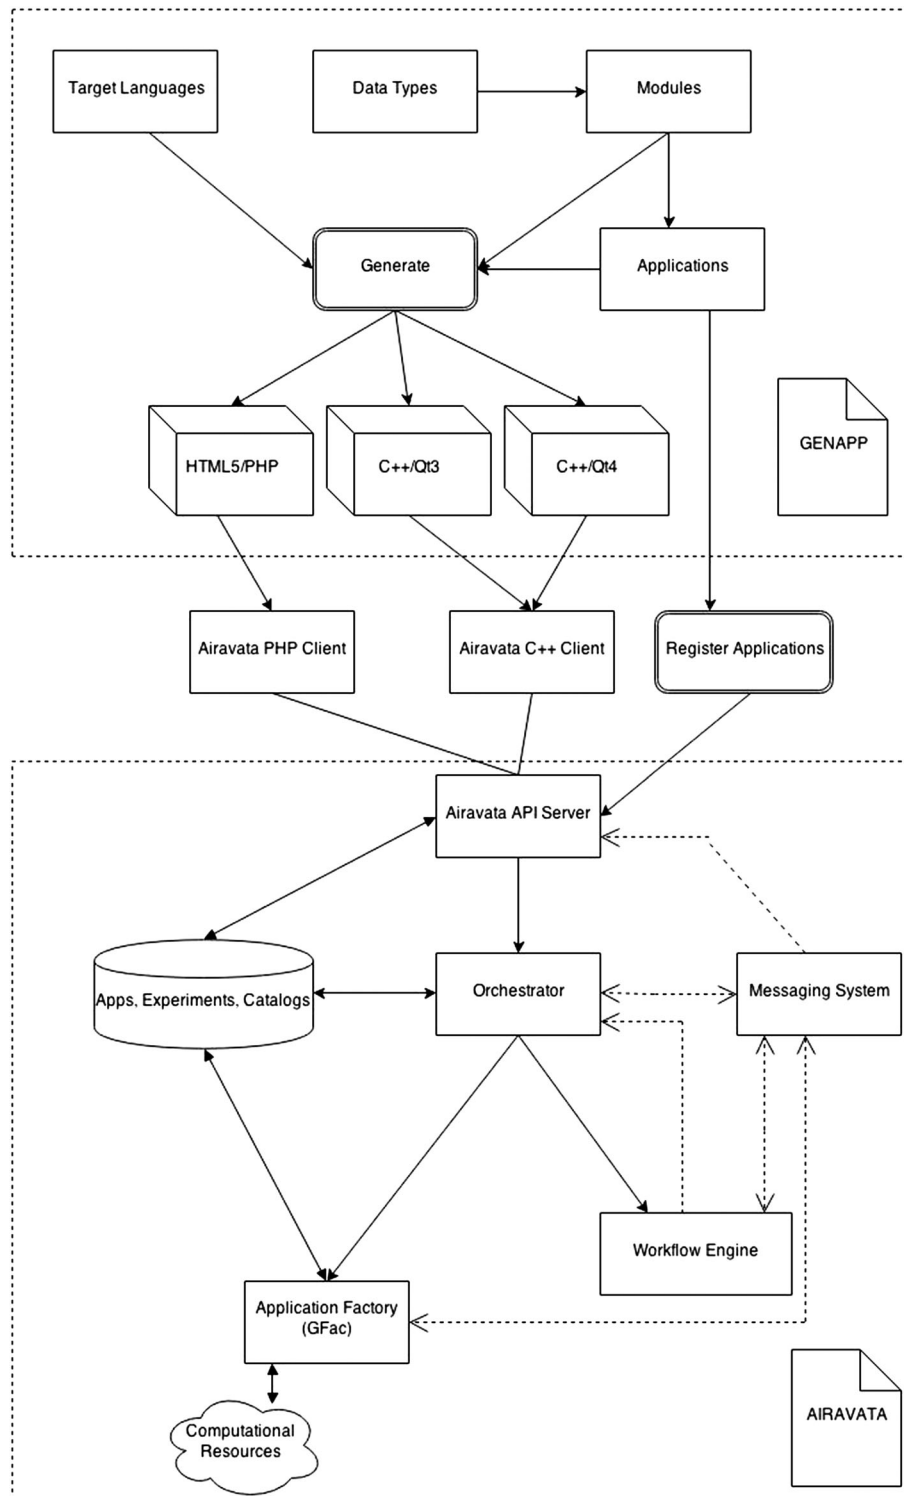 Target Languages
Data Types
Modules
Generate
Applications
HTML5/PHP
C++/Qt3
C++/Qt4
GENAPP
Airavata PHP Client
Airavata C++ Client
Register Applications
Airavata API Server
Apps, Experiments, Catalogs
Orchestrator
Messaging System
Workflow Engine
Application Factory
(GFac)
Computational
Resources
AIRAVATA